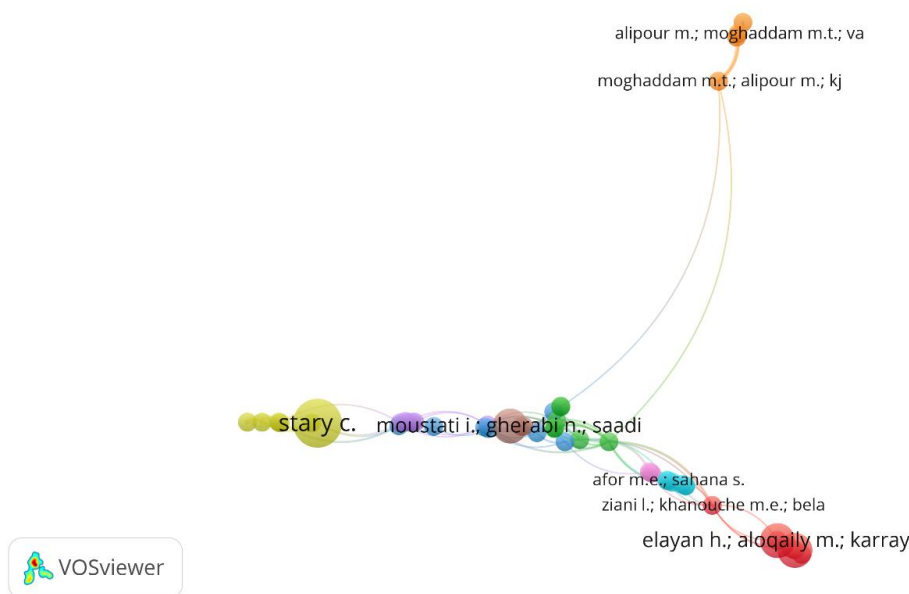 alipour m.; moghaddam m.t.; va
moghaddam m.t.; alipour m.; kj
stary c.
moustati i.; gherabi n.; saadi
afor m.e.; sahana s.
ziani l.; khanouche m.e.; bela
elayan h.; aloqaily m.; karray
VOSviewer